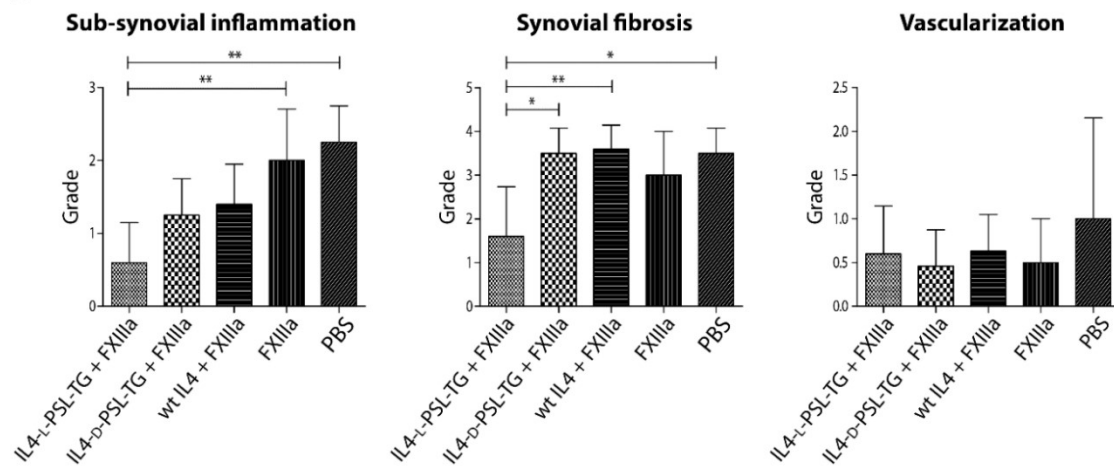 Sub-synovial inflammation
**
**
Grade
3
2
1
0
IL4-L-PSL-TG + FXIIIa
IL4-D-PSL-TG + FXIIIa
wt IL4 + FXIIIa
FXIIIa
PBS
Synovial fibrosis
*
**
*
Grade
5
4
3
2
1
0
IL4-L-PSL-TG + FXIIIa
IL4-D-PSL-TG + FXIIIa
wt IL4 + FXIIIa
FXIIIa
PBS
Vascularization
Grade
2.5
2.0
1.5
1.0
0.5
0.0
IL4-L-PSL-TG + FXIIIa
IL4-D-PSL-TG + FXIIIa
wt IL4 + FXIIIa
FXIIIa
PBS